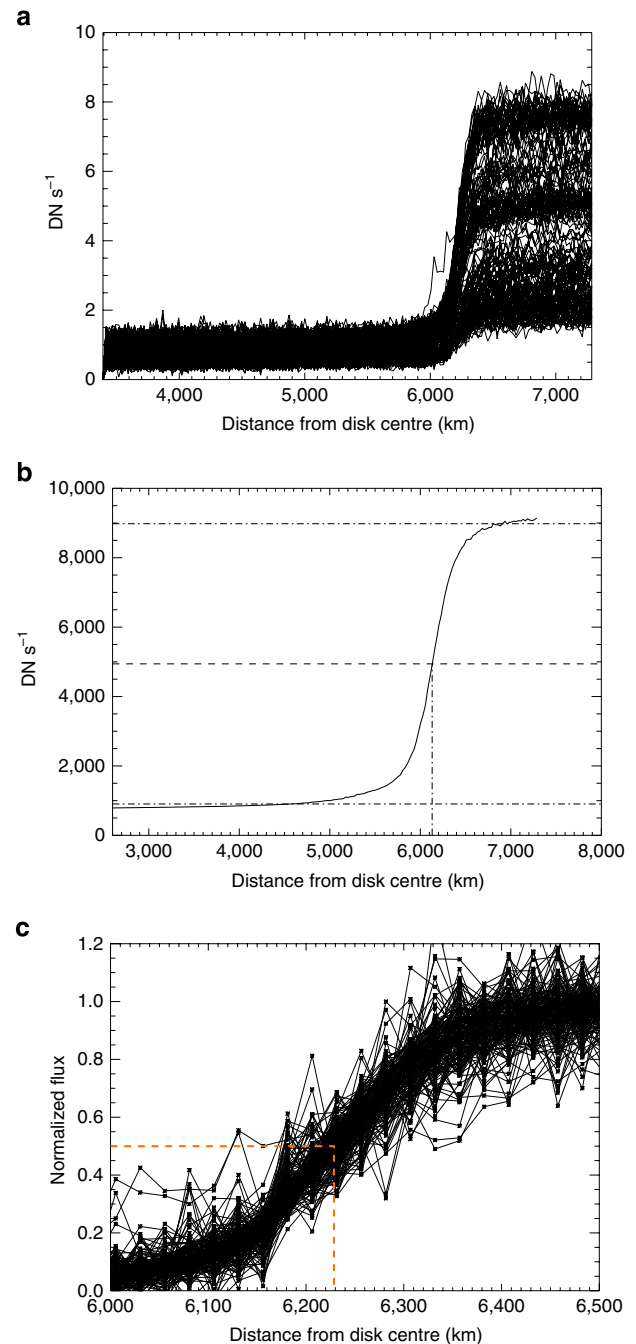 a
10
8
6
4
2
0
DN s⁻¹
4,000 5,000 6,000 7,000
Distance from disk centre (km)
b
10,000
8,000
6,000
4,000
2,000
0
DN s⁻¹
3,000 4,000 5,000 6,000 7,000 8,000
Distance from disk centre (km)
c
1.2
1.0
0.8
0.6
0.4
0.2
0.0
Normalized flux
6,000 6,100 6,200 6,300 6,400 6,500
Distance from disk centre (km)